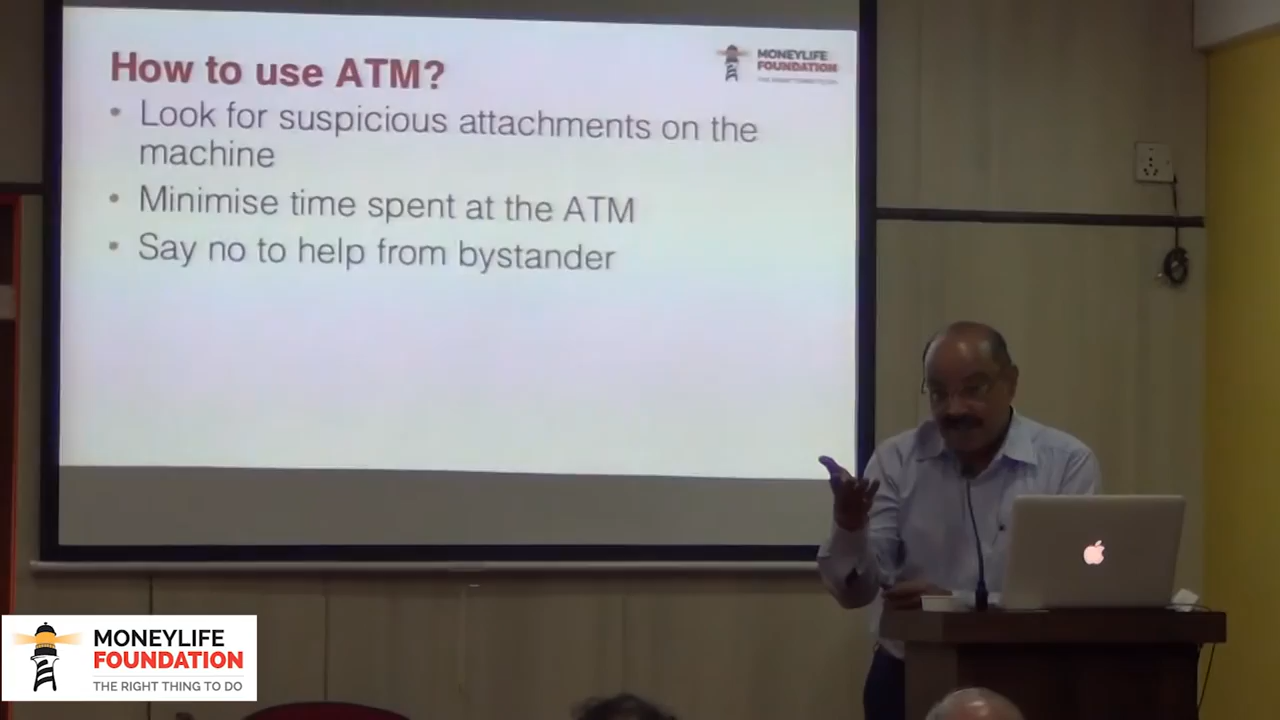 How to use ATM?
MONEYLIFE
FOUNDATION
• Look for suspicious attachments on the
machine
• Minimise time spent at the ATM
• Say no to help from bystander
MONEYLIFE
FOUNDATION
THE RIGHT THING TO DO